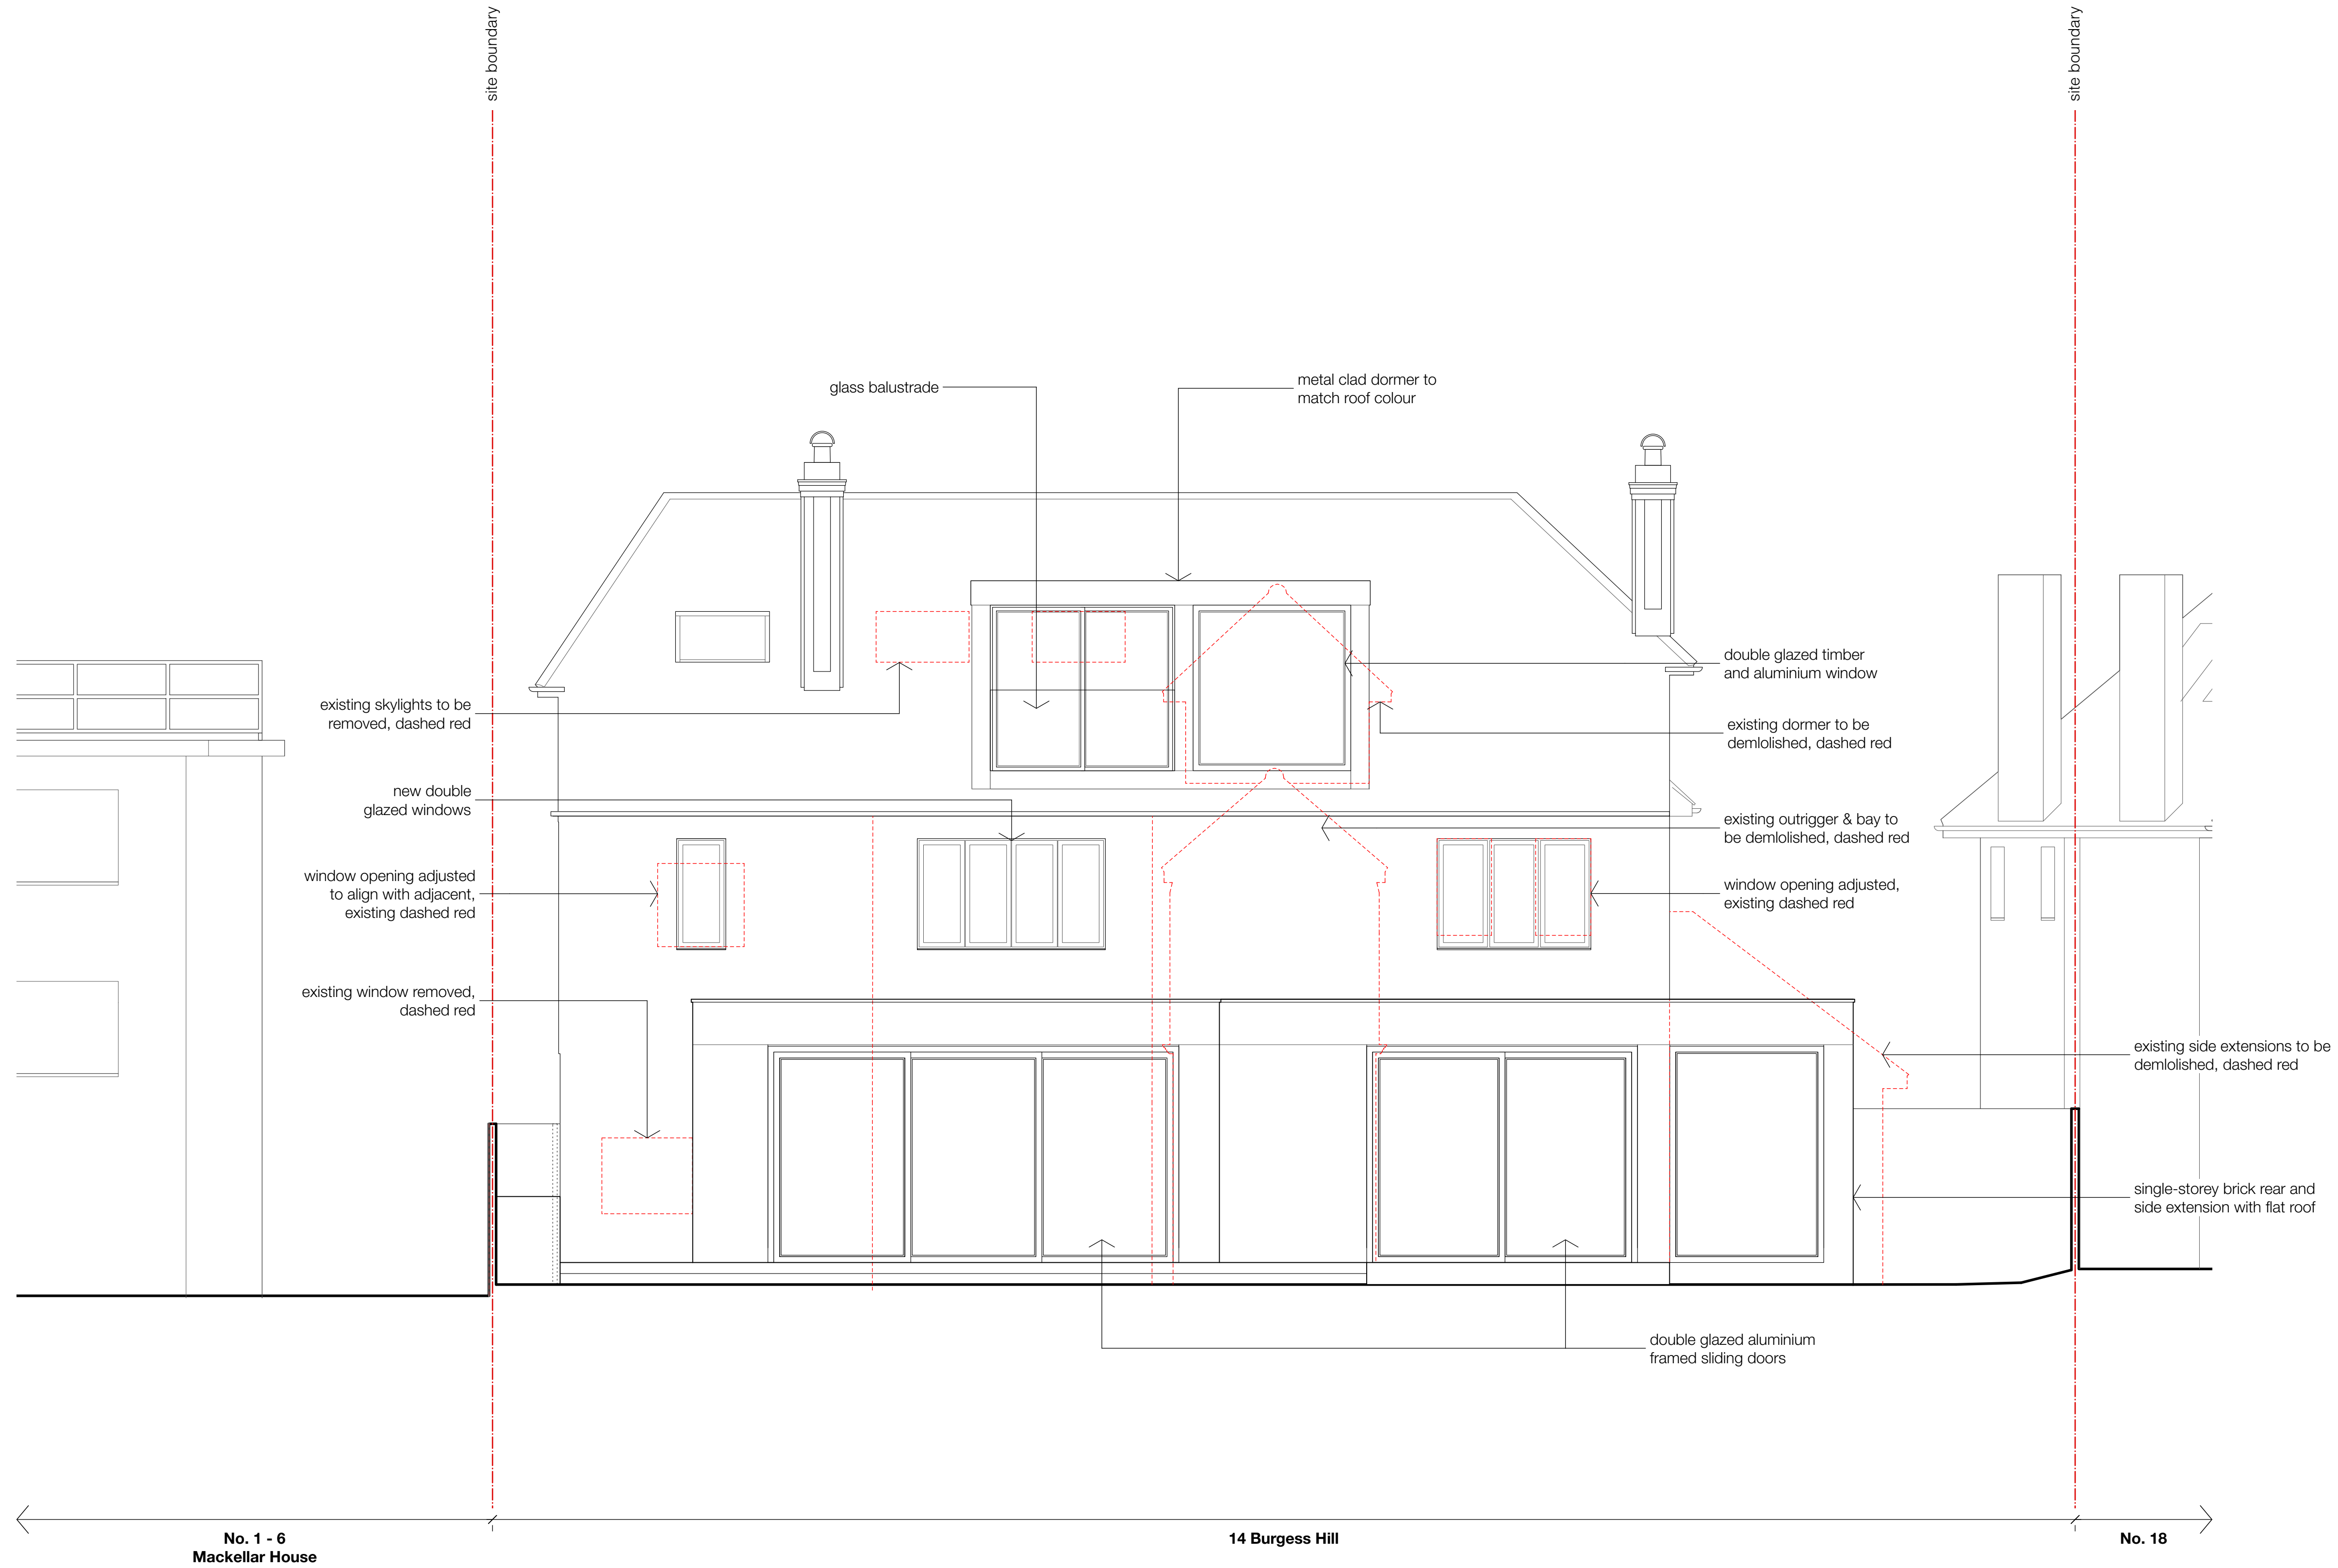 site boundary
site boundary
glass balustrade
metal clad dormer to
match roof colour
double glazed timber
and aluminium window
existing skylights to be
removed, dashed red
existing dormer to be
demlolished, dashed red
new double
glazed windows
existing outrigger & bay to
be demlolished, dashed red
window opening adjusted
to align with adjacent,
existing dashed red
window opening adjusted,
existing dashed red
existing window removed,
dashed red
existing side extensions to be
demlolished, dashed red
single-storey brick rear and
side extension with flat roof
double glazed aluminium
framed sliding doors
No. 1 - 6
Mackellar House
14 Burgess Hill
No. 18